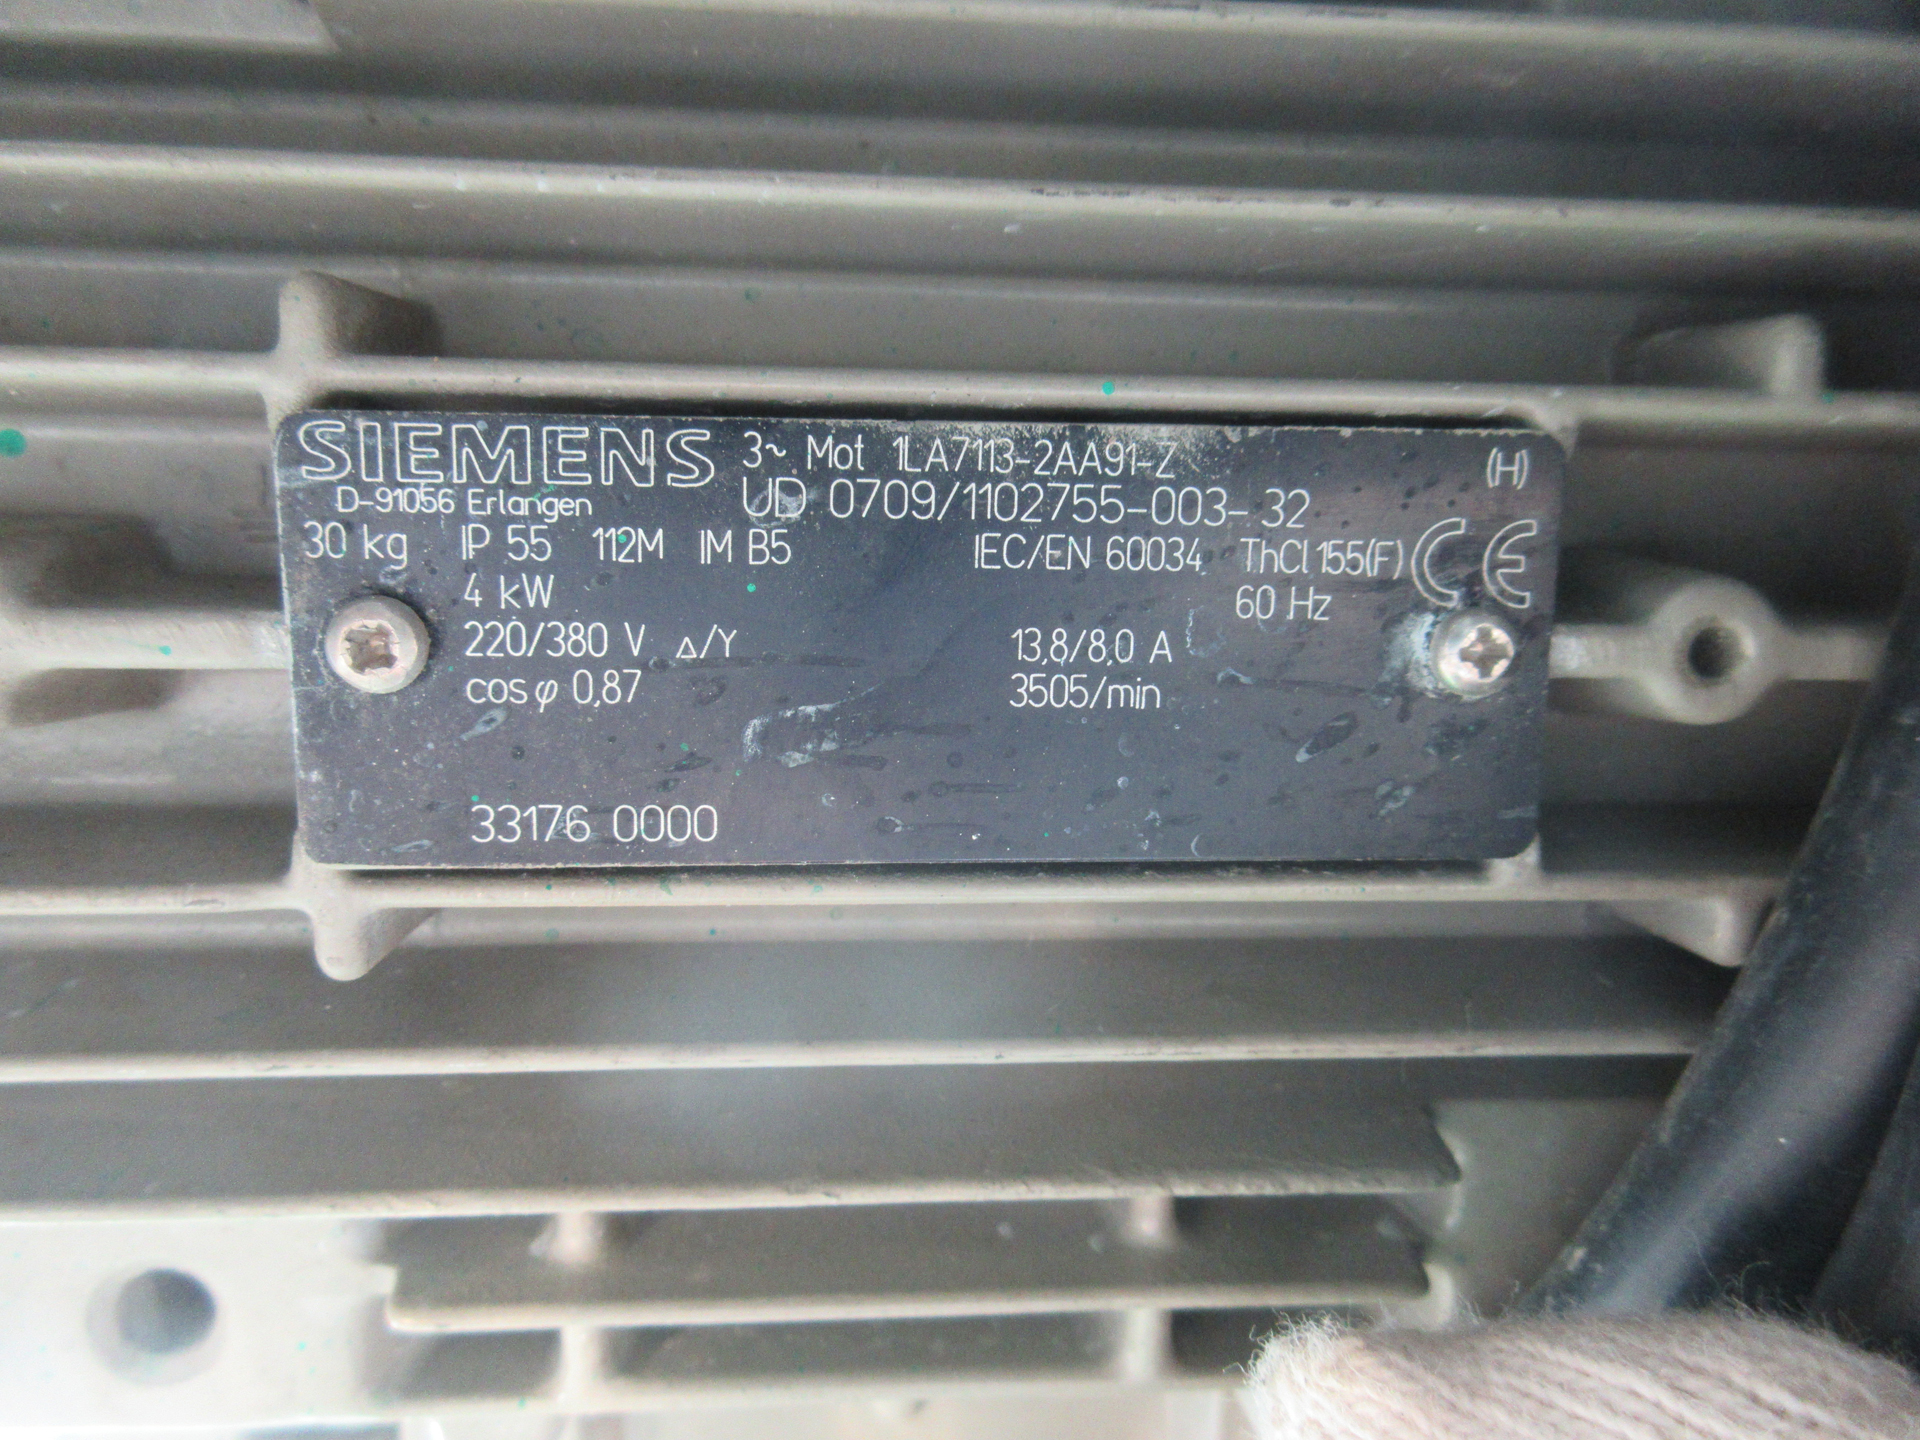 SIEMENS 3~ Mot 1LA7113-2AA91-Z (H)
D-91056 Erlangen UD 0709/1102755-003-32
30 kg IP 55 112M IM B5 IEC/EN 60034 ThCl 155(F) CE
4 kW 60 Hz
220/380 V Δ/Y 13,8/8,0 A
cos φ 0,87 3505/min
33176 0000